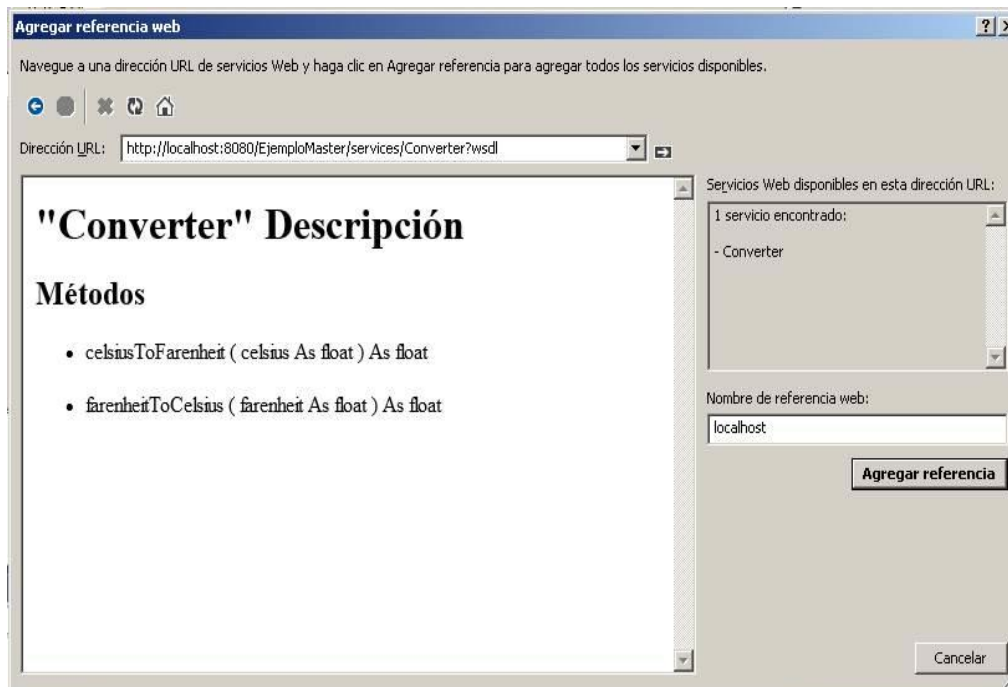 Agregar referencia web
Navegue a una dirección URL de servicios Web y haga clic en Agregar referencia para agregar todos los servicios disponibles.
Dirección URL: http://localhost:8080/EjemploMaster/services/Converter?wsdl
"Converter" Descripción
Métodos
• celsiusToFarenheit ( celsius As float ) As float
• farenheitToCelsius ( farenheit As float ) As float
Servicios Web disponibles en esta dirección URL:
1 servicio encontrado:
- Converter
Nombre de referencia web:
localhost
Agregar referencia
Cancelar